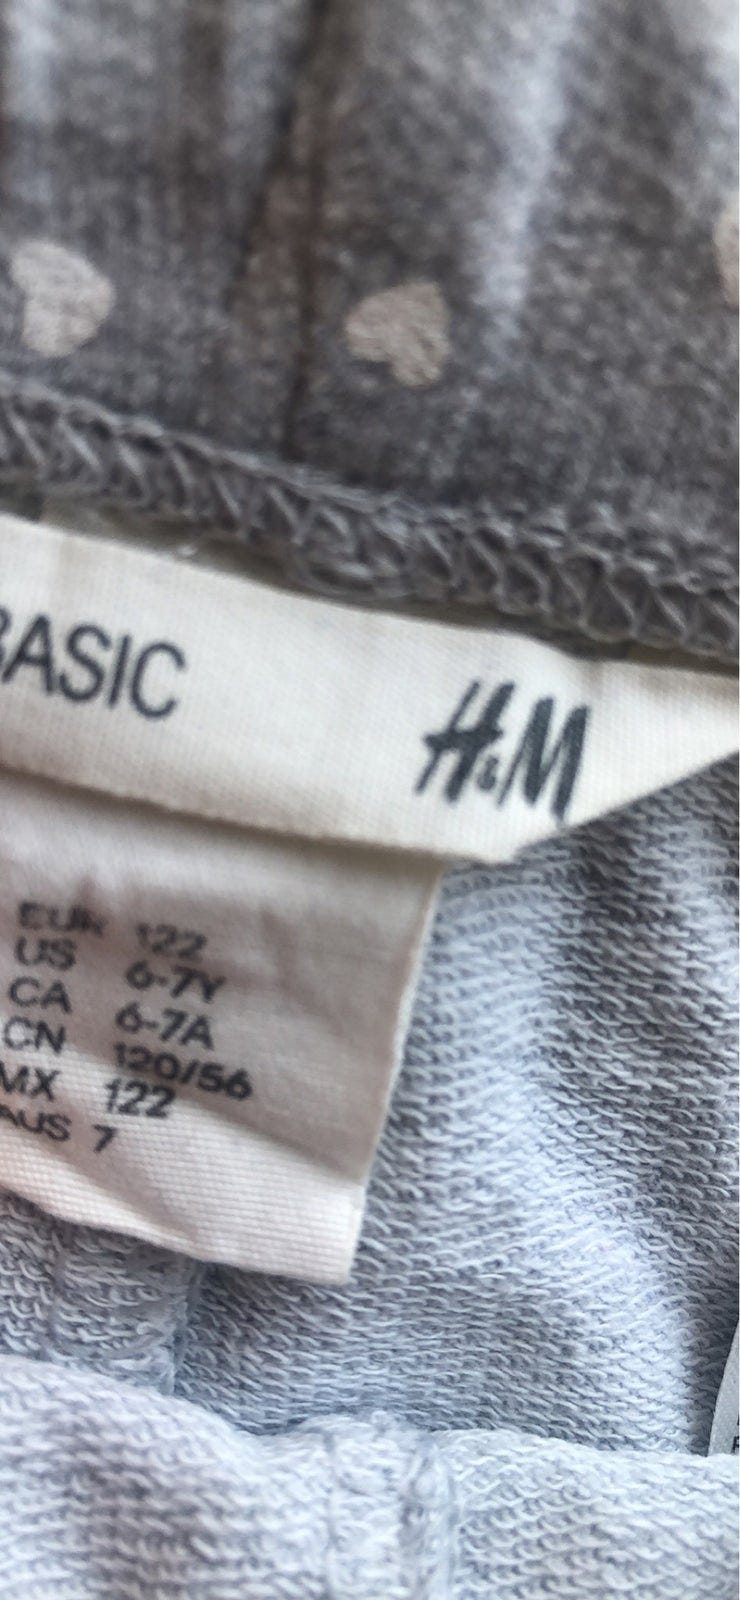 BASIC H&M
EUR 122
US 6-7Y
CA 6-7A
CN 120/56
MX 122
AUS 7